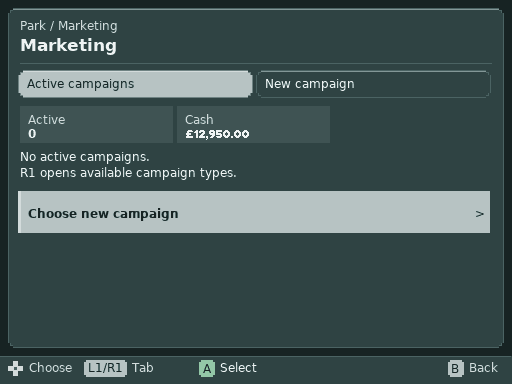 Park / Marketing
Marketing
Active campaigns
New campaign
Active
0
Cash
£12,950.00
No active campaigns.
R1 opens available campaign types.
Choose new campaign >
Choose L1/R1 Tab A Select B Back